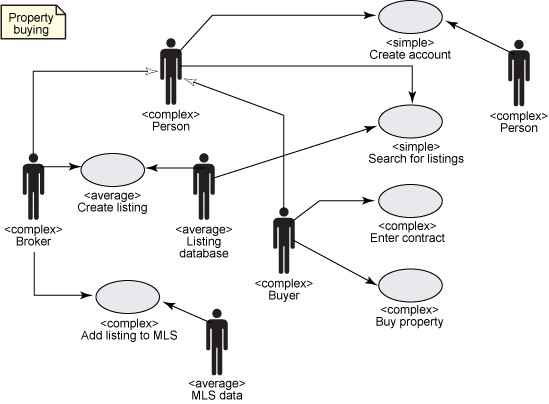 Property
buying
<simple>
Create account
<complex>
Person
<complex>
Person
<simple>
Search for listings
<average>
Create listing
<complex>
Broker
<average>
Listing
database
<complex>
Enter contract
<complex>
Buyer
<complex>
Buy property
<complex>
Add listing to MLS
<average>
MLS data